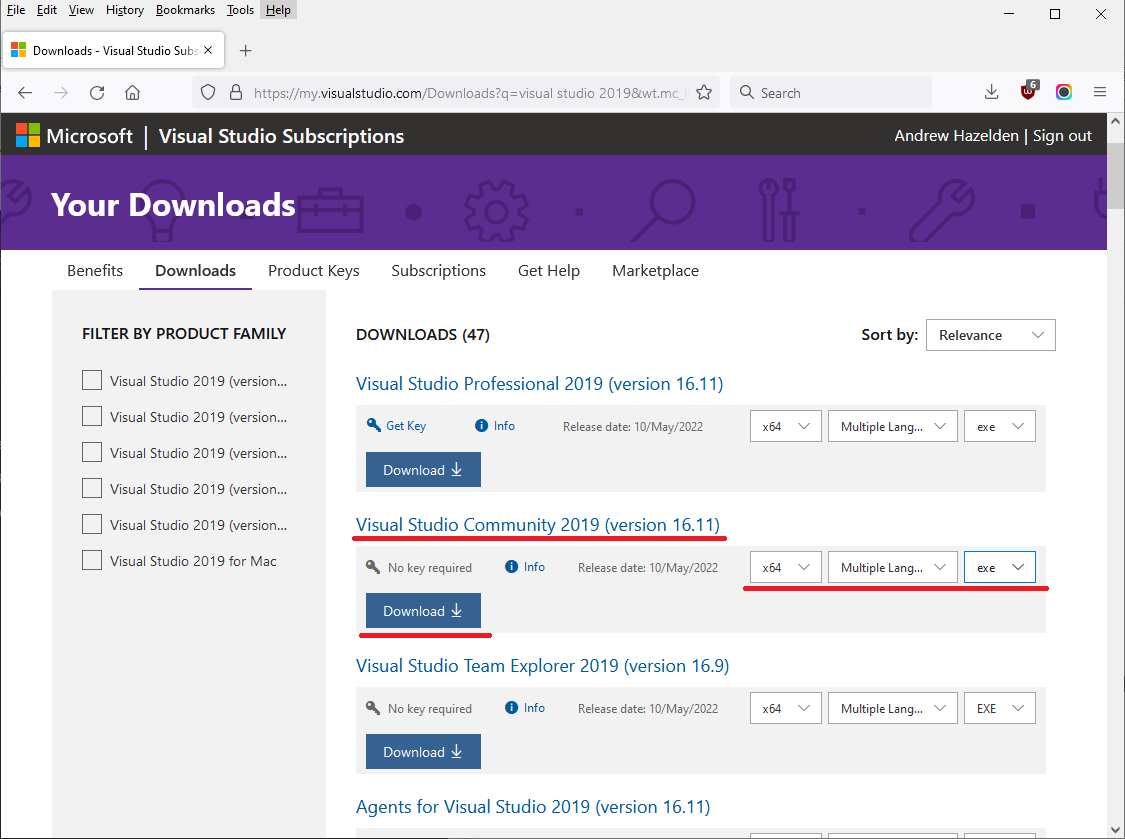 File Edit View History Bookmarks Tools Help
Downloads - Visual Studio Subs
https://my.visualstudio.com/Downloads?q=visual studio 2019&wt.mc_i
Search
6
Microsoft | Visual Studio Subscriptions
Andrew Hazelden | Sign out
Your Downloads
Benefits Downloads Product Keys Subscriptions Get Help Marketplace
FILTER BY PRODUCT FAMILY
Visual Studio 2019 (version...
Visual Studio 2019 (version...
Visual Studio 2019 (version...
Visual Studio 2019 (version...
Visual Studio 2019 (version...
Visual Studio 2019 for Mac
DOWNLOADS (47)
Sort by: Relevance
Visual Studio Professional 2019 (version 16.11)
Get Key Info Release date: 10/May/2022 x64 Multiple Lang... exe
Download
Visual Studio Community 2019 (version 16.11)
No key required Info Release date: 10/May/2022 x64 Multiple Lang... exe
Download
Visual Studio Team Explorer 2019 (version 16.9)
No key required Info Release date: 10/May/2022 x64 Multiple Lang... EXE
Download
Agents for Visual Studio 2019 (version 16.11)